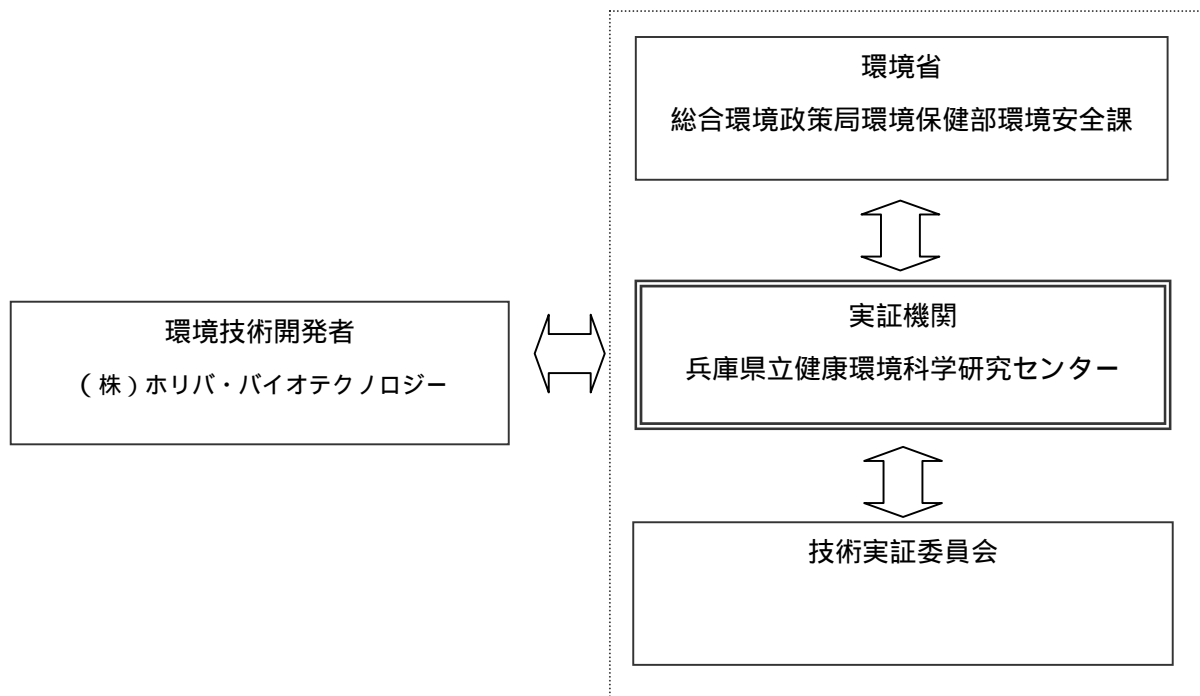 環境省
総合環境政策局環境保健部環境安全課
実証機関
兵庫県立健康環境科学研究センター
環境技術開発者
（株）ホリバ・バイオテクノロジー
技術実証委員会